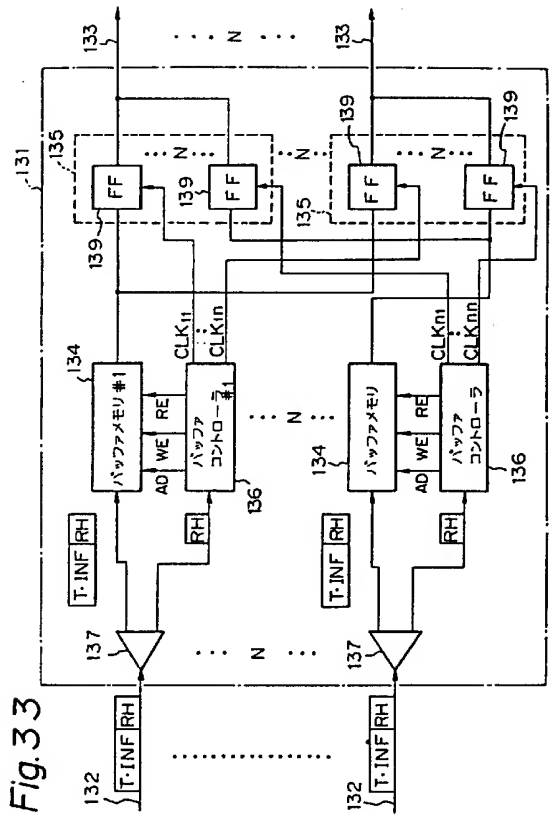 Fig.33
131
132
T・INF RH
137
T・INF RH
RH
134
バッファメモリ#1
AD WE RE
バッファ
コントローラ#1
136
CLK11
CLK1n
135
139
FF
139
FF
133
... N ...
... N ...
... N ...
... N ...
... N ...
... N ...
132
T・INF RH
137
T・INF RH
RH
134
バッファメモリ
AD WE RE
バッファ
コントローラ
136
CLKn1
CLKnn
135
139
FF
139
FF
133